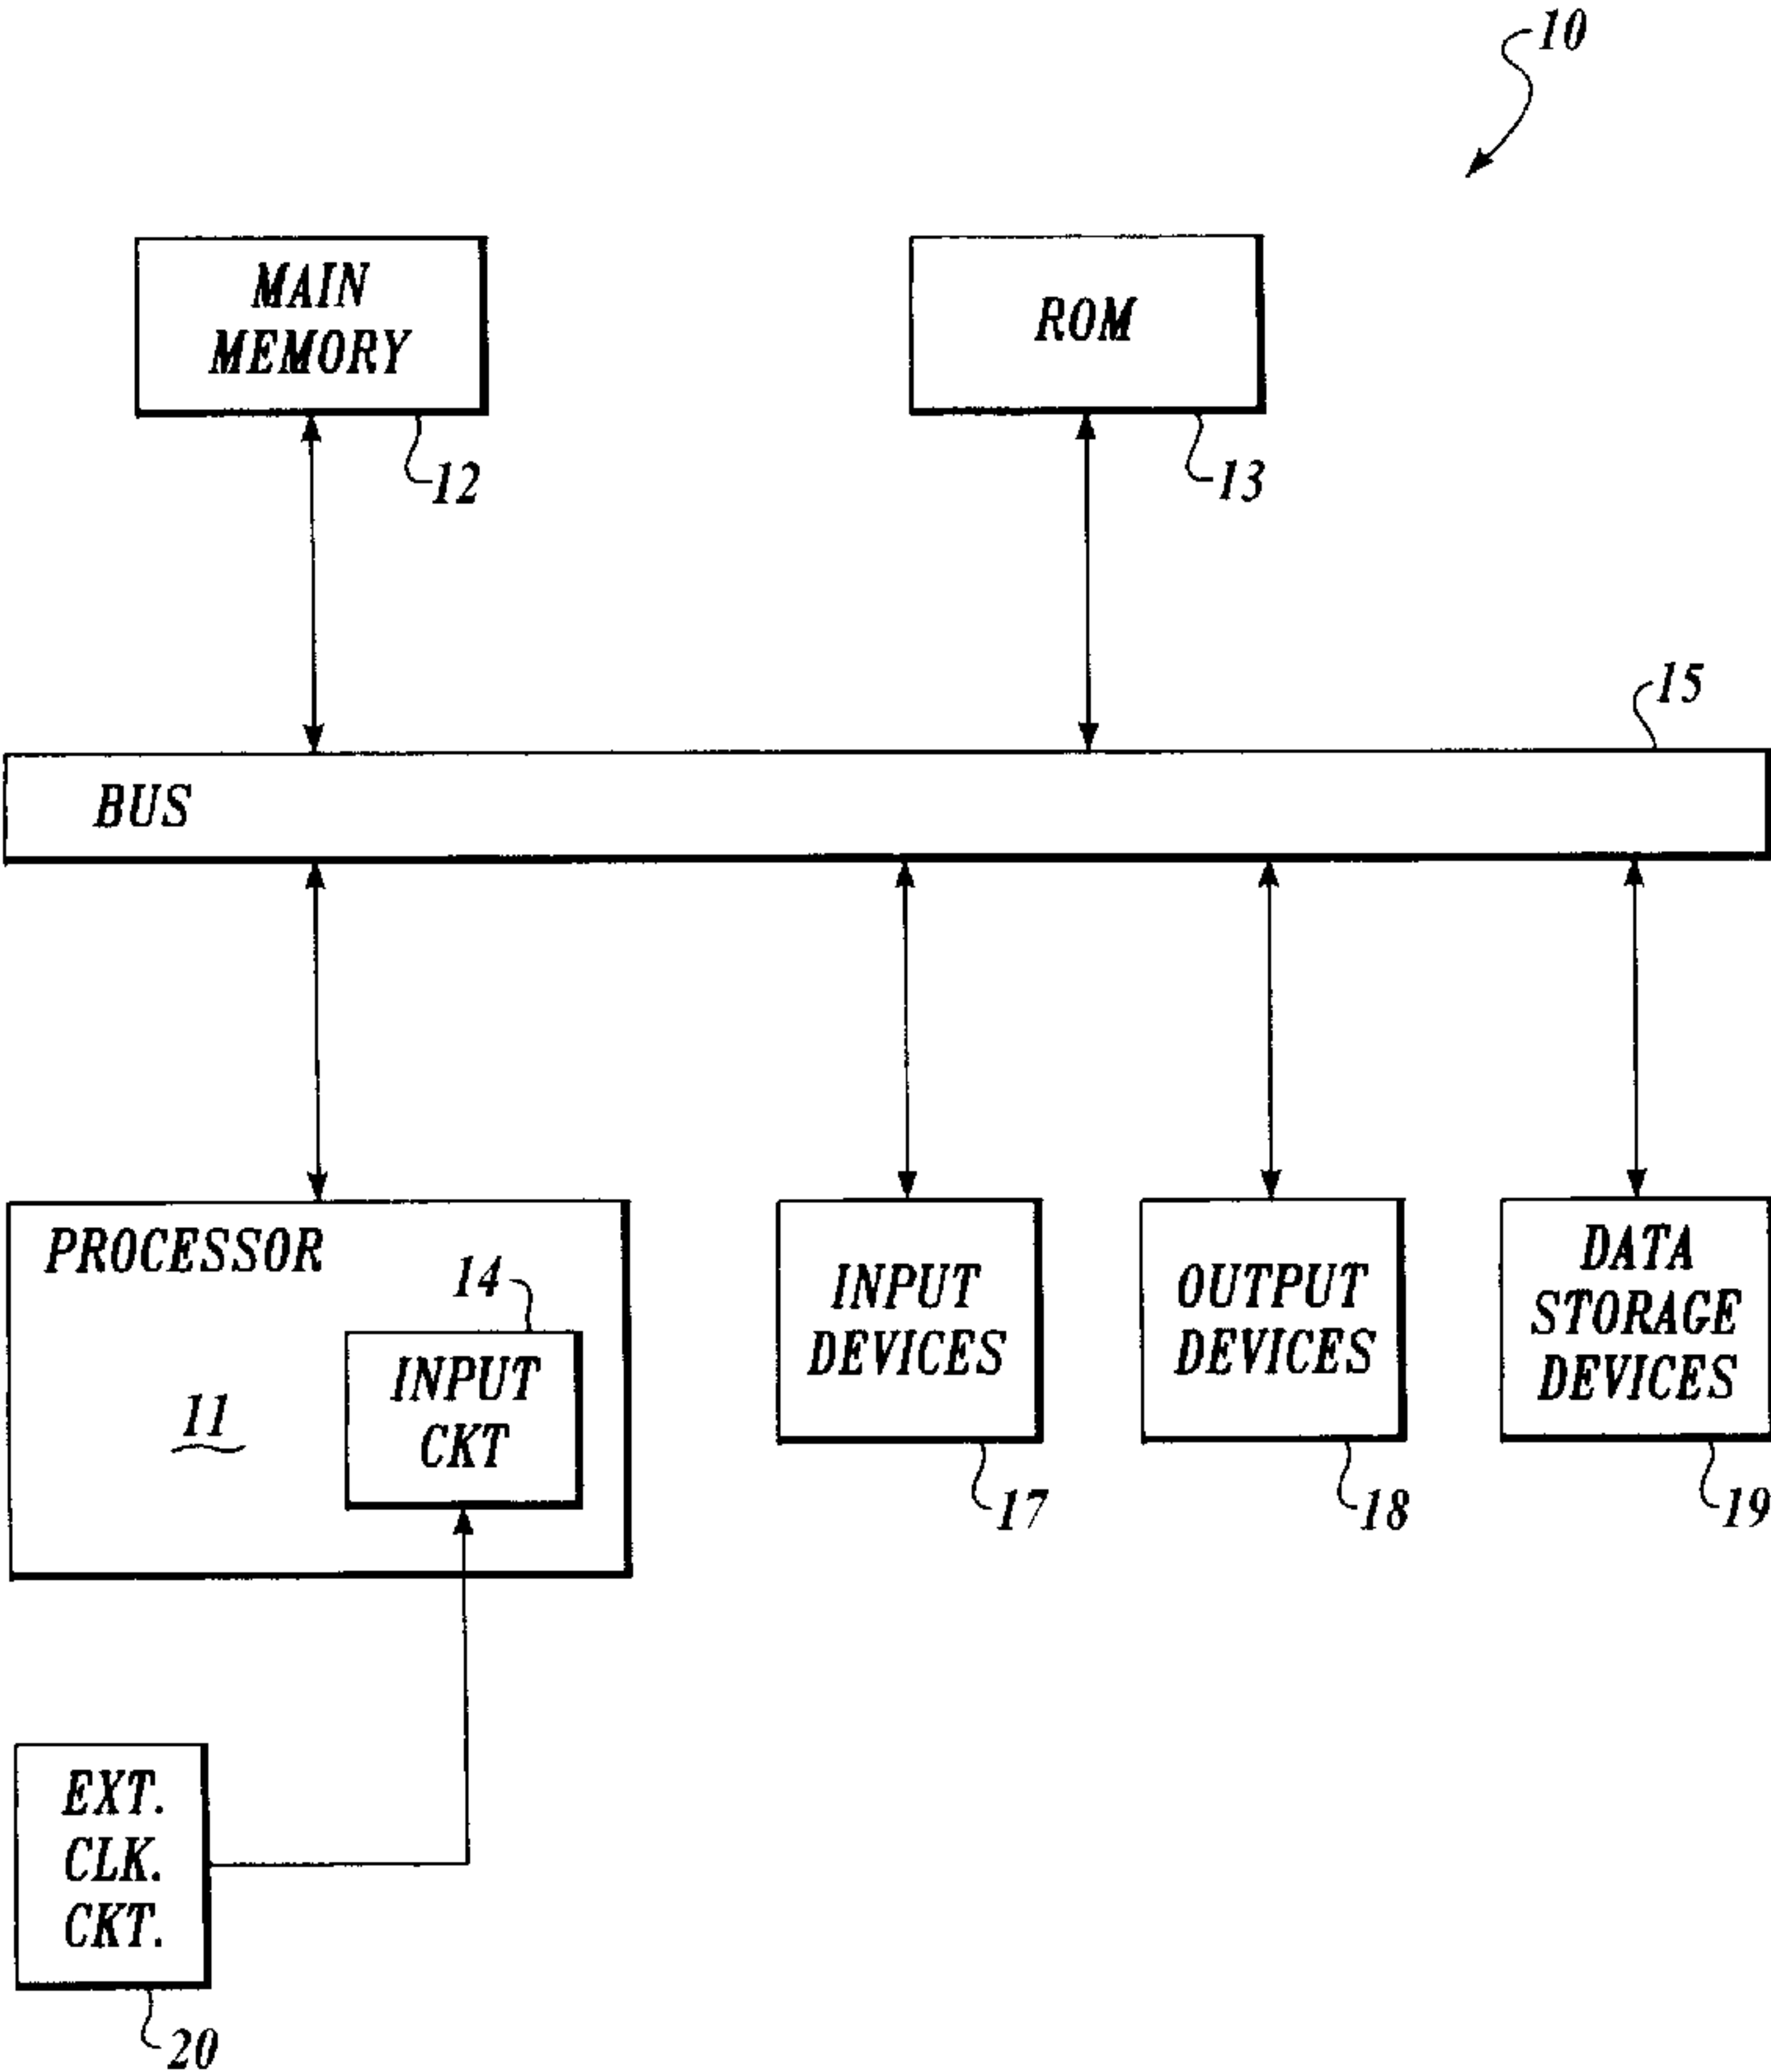 10
MAIN
MEMORY
12
ROM
13
15
BUS
PROCESSOR
14
INPUT
CKT
11
INPUT
DEVICES
17
OUTPUT
DEVICES
18
DATA
STORAGE
DEVICES
19
EXT.
CLK.
CKT.
20